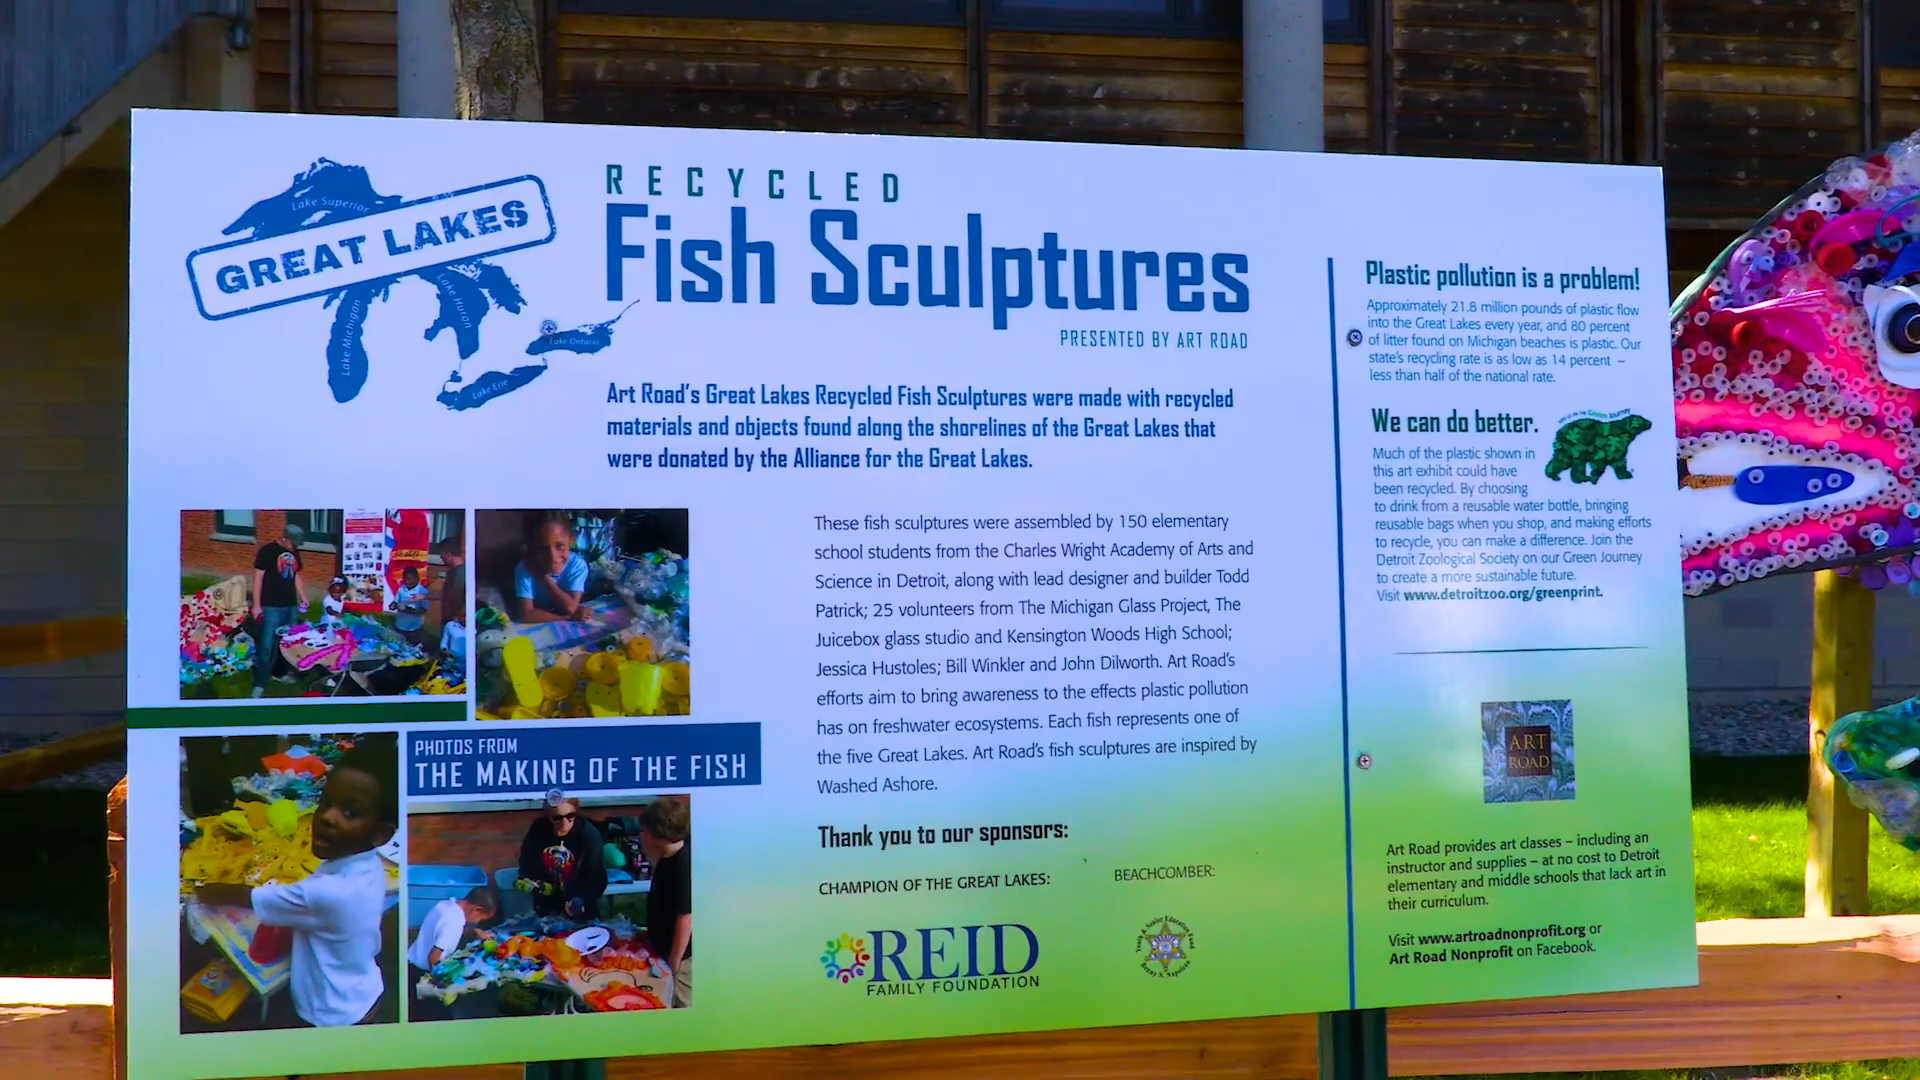 Lake Superior
GREAT LAKES
Lake Michigan
Lake Huron
Lake Ontario
Lake Erie
RECYCLED
Fish Sculptures
PRESENTED BY ART ROAD
Art Road's Great Lakes Recycled Fish Sculptures were made with recycled
materials and objects found along the shorelines of the Great Lakes that
were donated by the Alliance for the Great Lakes.
PHOTOS FROM
THE MAKING OF THE FISH
These fish sculptures were assembled by 150 elementary
school students from the Charles Wright Academy of Arts and
Science in Detroit, along with lead designer and builder Todd
Patrick; 25 volunteers from The Michigan Glass Project, The
Juicebox glass studio and Kensington Woods High School;
Jessica Hustoles; Bill Winkler and John Dilworth. Art Road's
efforts aim to bring awareness to the effects plastic pollution
has on freshwater ecosystems. Each fish represents one of
the five Great Lakes. Art Road's fish sculptures are inspired by
Washed Ashore.
Thank you to our sponsors:
CHAMPION OF THE GREAT LAKES:
REID
FAMILY FOUNDATION
BEACHCOMBER:
Youth & Senior Education Fund
Benny N. Napoleon
Plastic pollution is a problem!
Approximately 21.8 million pounds of plastic flow
into the Great Lakes every year, and 80 percent
of litter found on Michigan beaches is plastic. Our
state's recycling rate is as low as 14 percent –
less than half of the national rate.
We can do better.
Green Journey
Much of the plastic shown in
this art exhibit could have
been recycled. By choosing
to drink from a reusable water bottle, bringing
reusable bags when you shop, and making efforts
to recycle, you can make a difference. Join the
Detroit Zoological Society on our Green Journey
to create a more sustainable future.
Visit www.detroitzoo.org/greenprint.
ART
ROAD
Art Road provides art classes – including an
instructor and supplies – at no cost to Detroit
elementary and middle schools that lack art in
their curriculum.
Visit www.artroadnonprofit.org or
Art Road Nonprofit on Facebook.